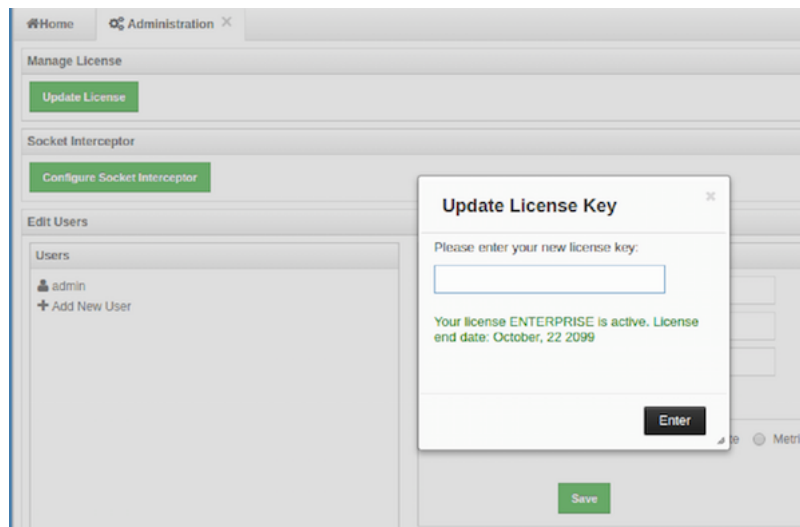 Home
Administration
Manage License
Update License
Socket Interceptor
Configure Socket Interceptor
Edit Users
Users
admin
Add New User
Update License Key
Please enter your new license key:
Your license ENTERPRISE is active. License
end date: October, 22 2099
Enter
Save